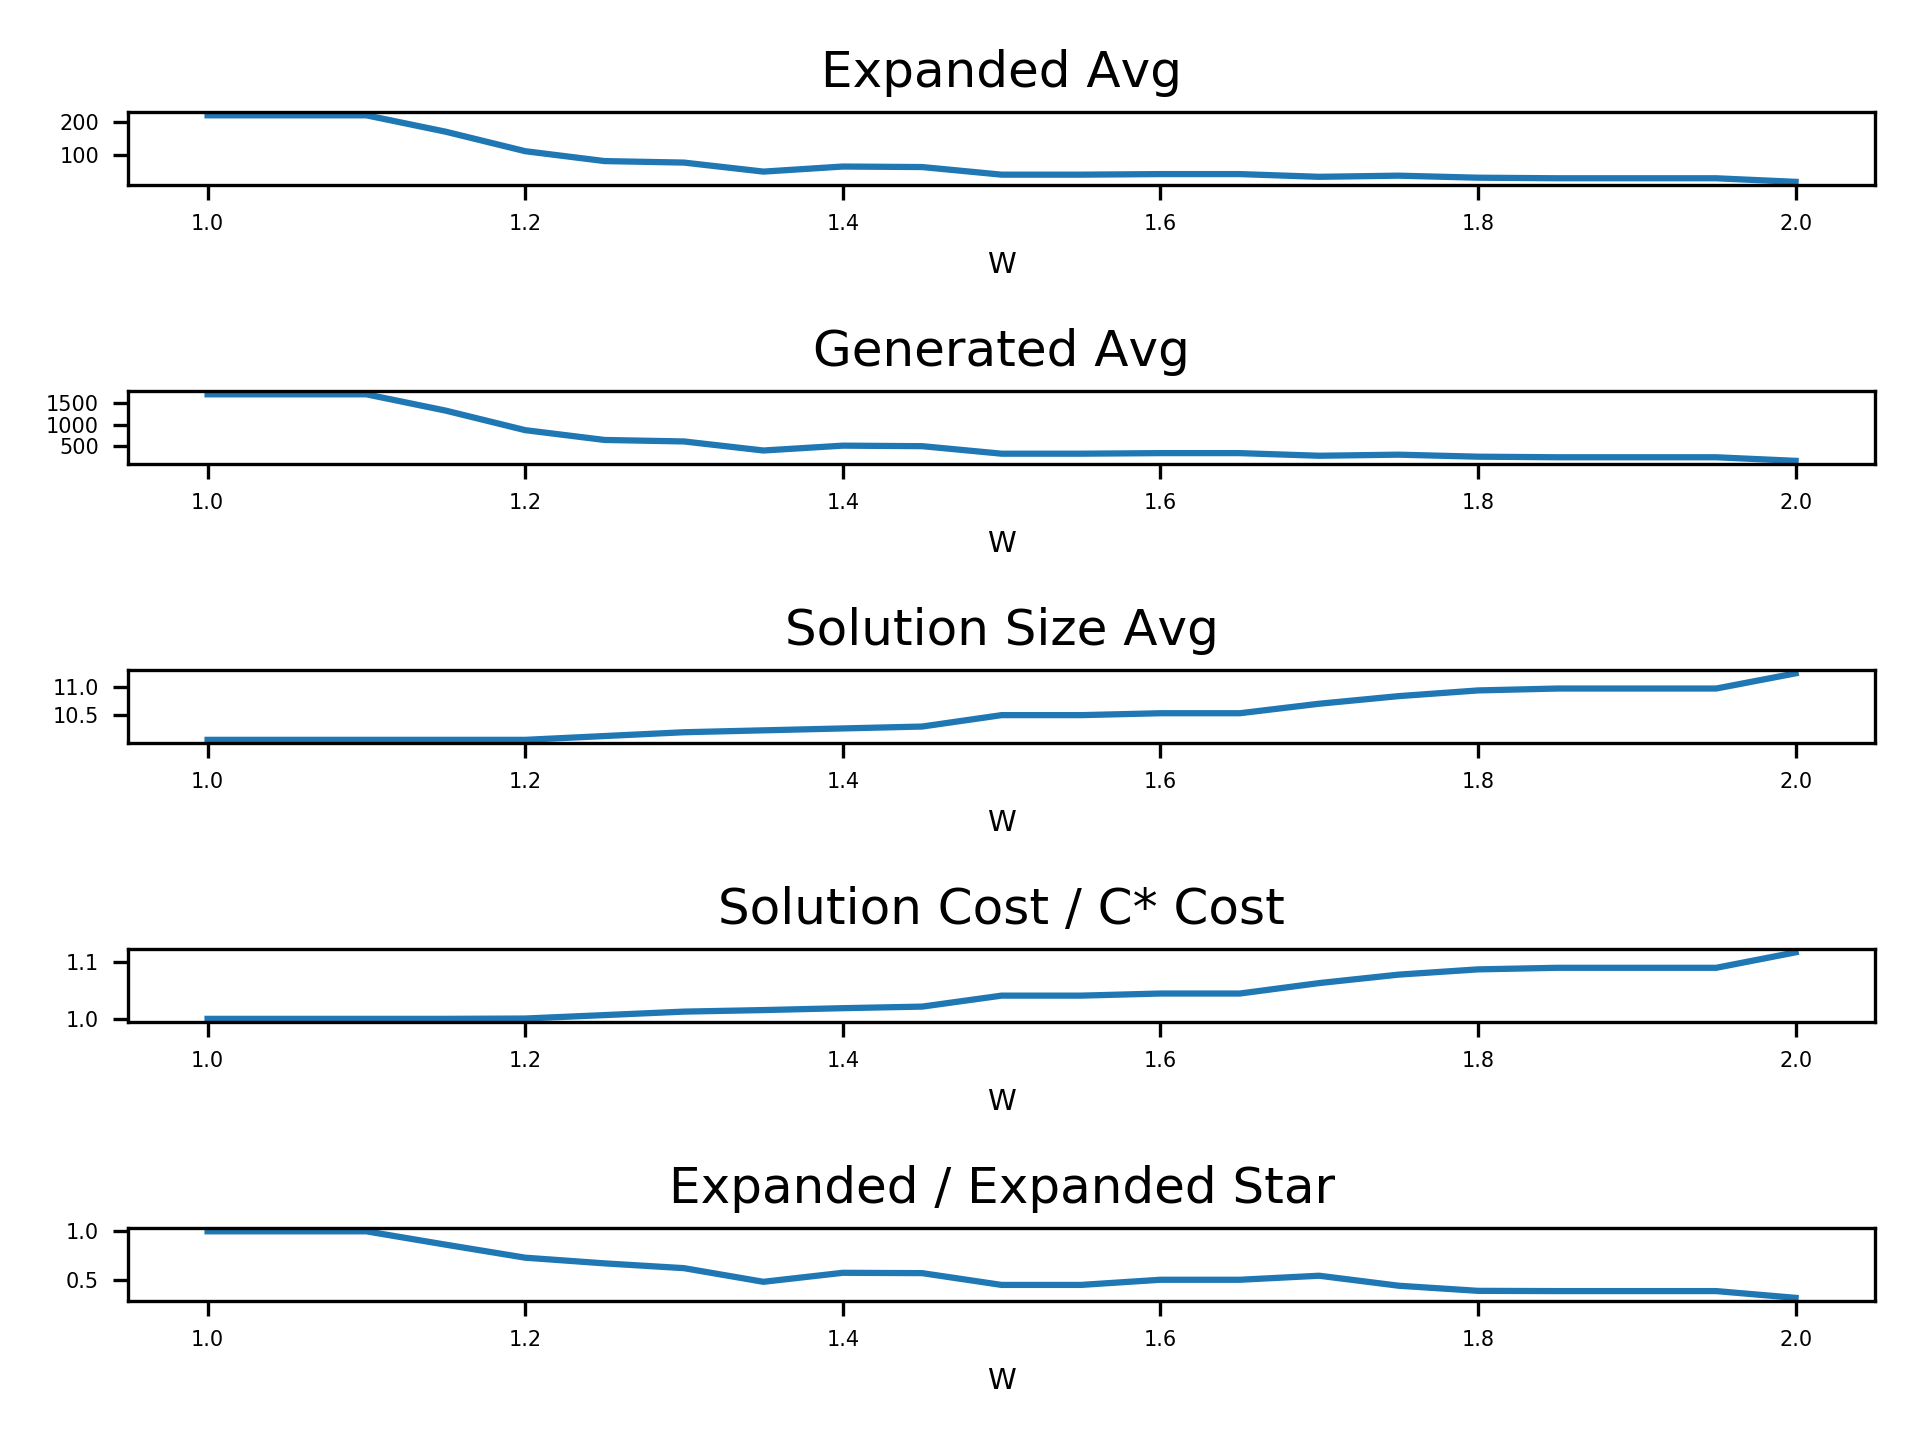 Expanded Avg
200
100
1.0 1.2 1.4 1.6 1.8 2.0
W
Generated Avg
1500
1000
500
1.0 1.2 1.4 1.6 1.8 2.0
W
Solution Size Avg
11.0
10.5
1.0 1.2 1.4 1.6 1.8 2.0
W
Solution Cost / C* Cost
1.1
1.0
1.0 1.2 1.4 1.6 1.8 2.0
W
Expanded / Expanded Star
1.0
0.5
1.0 1.2 1.4 1.6 1.8 2.0
W